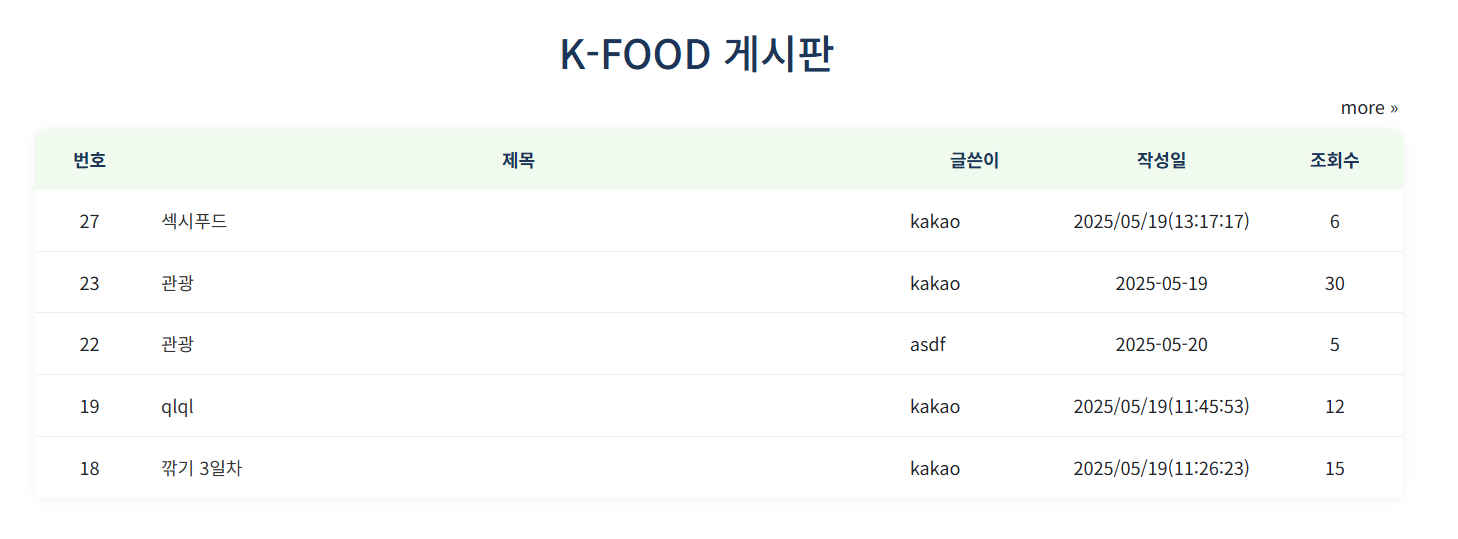 K-FOOD 게시판
more »
번호 제목 글쓴이 작성일 조회수
27 섹시푸드 kakao 2025/05/19(13:17:17) 6
23 관광 kakao 2025-05-19 30
22 관광 asdf 2025-05-20 5
19 qlql kakao 2025/05/19(11:45:53) 12
18 깎기 3일차 kakao 2025/05/19(11:26:23) 15